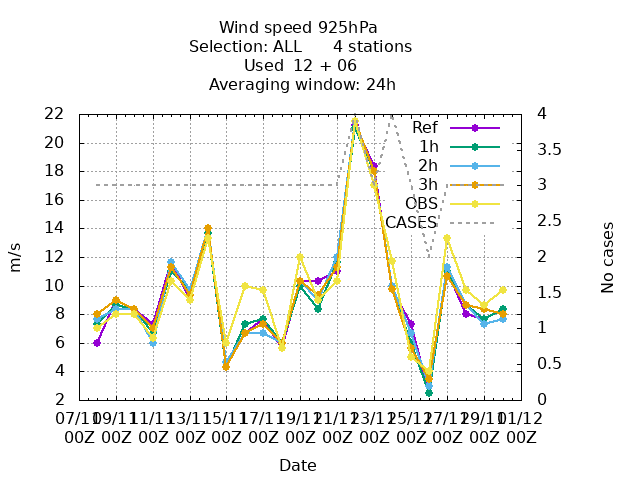 Wind speed 925hPa
Selection: ALL 4 stations
Used 12 + 06
Averaging window: 24h
22
20
18
16
14
12
10
8
6
4
2
m/s
4
3.5
3
2.5
2
1.5
1
0.5
0
No cases
Ref
1h
2h
3h
OBS
CASES
07/11 09/11 11/11 13/11 15/11 17/11 19/11 21/11 23/11 25/11 27/11 29/11 01/12
00Z 00Z 00Z 00Z 00Z 00Z 00Z 00Z 00Z 00Z 00Z 00Z 00Z
Date